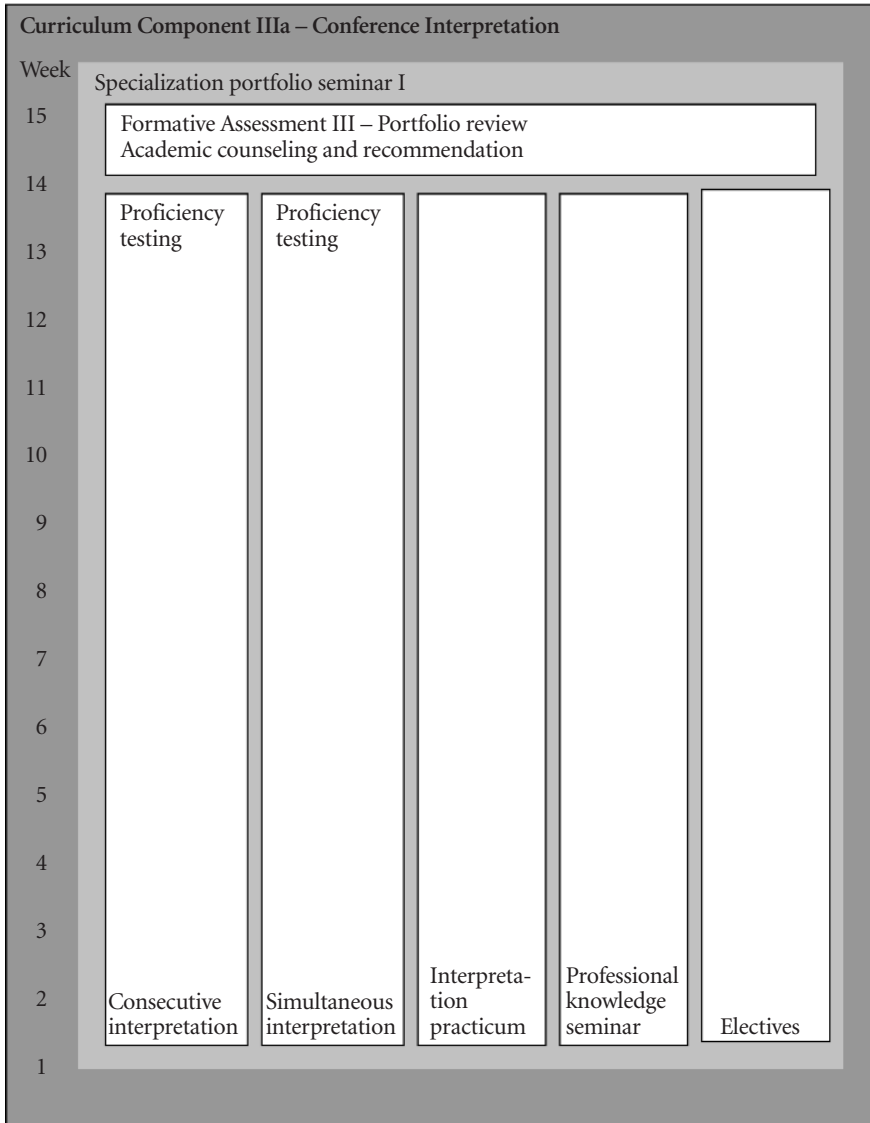 Curriculum Component IIIa – Conference Interpretation
Week
Specialization portfolio seminar I
15
Formative Assessment III – Portfolio review
Academic counseling and recommendation
14
Proficiency
testing
Proficiency
testing
13
12
11
10
9
8
7
6
5
4
3
2
Consecutive
interpretation
Simultaneous
interpretation
Interpreta-
tion
practicum
Professional
knowledge
seminar
Electives
1